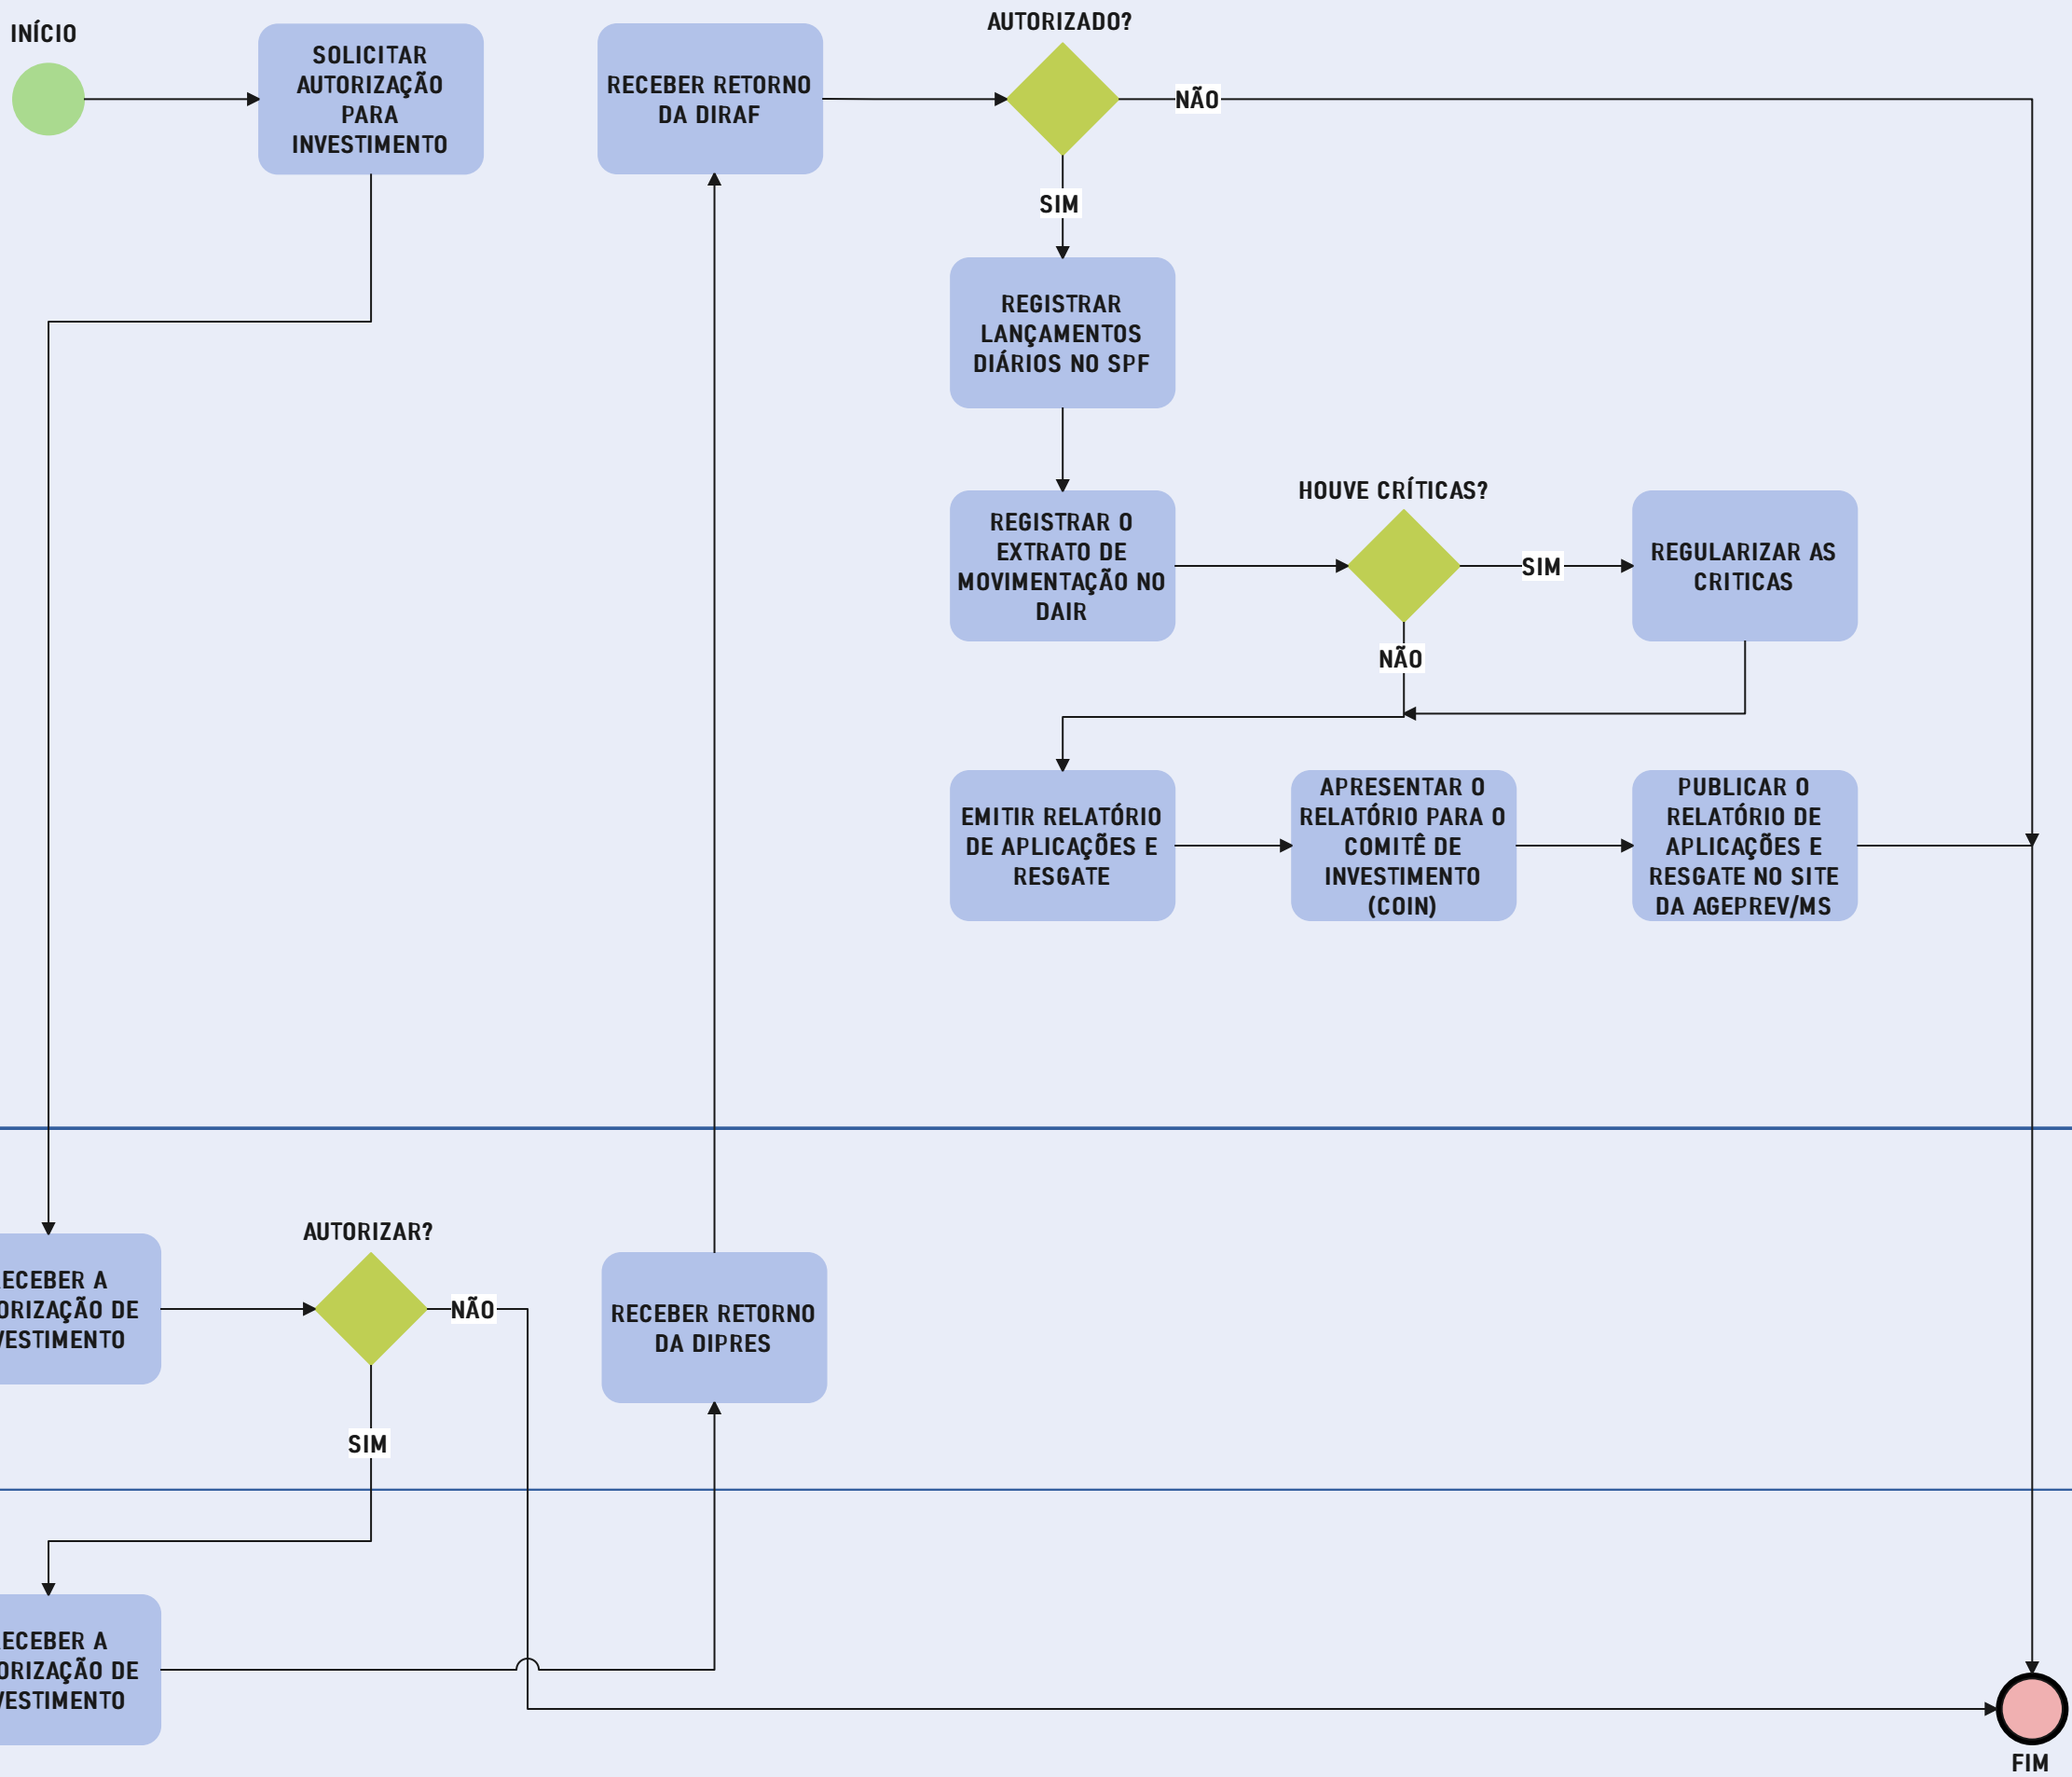 INÍCIO
SOLICITAR
AUTORIZAÇÃO
PARA
INVESTIMENTO
RECEBER RETORNO
DA DIRAF
AUTORIZADO?
NÃO
SIM
REGISTRAR
LANÇAMENTOS
DIÁRIOS NO SPF
REGISTRAR O
EXTRATO DE
MOVIMENTAÇÃO NO
DAIR
HOUVE CRÍTICAS?
SIM
REGULARIZAR AS
CRITICAS
NÃO
EMITIR RELATÓRIO
DE APLICAÇÕES E
RESGATE
APRESENTAR O
RELATÓRIO PARA O
COMITÊ DE
INVESTIMENTO
(COIN)
PUBLICAR O
RELATÓRIO DE
APLICAÇÕES E
RESGATE NO SITE
DA AGEPREV/MS
ECEBER A
ORIZAÇÃO DE
VESTIMENTO
AUTORIZAR?
NÃO
SIM
RECEBER RETORNO
DA DIPRES
ECEBER A
ORIZAÇÃO DE
VESTIMENTO
FIM